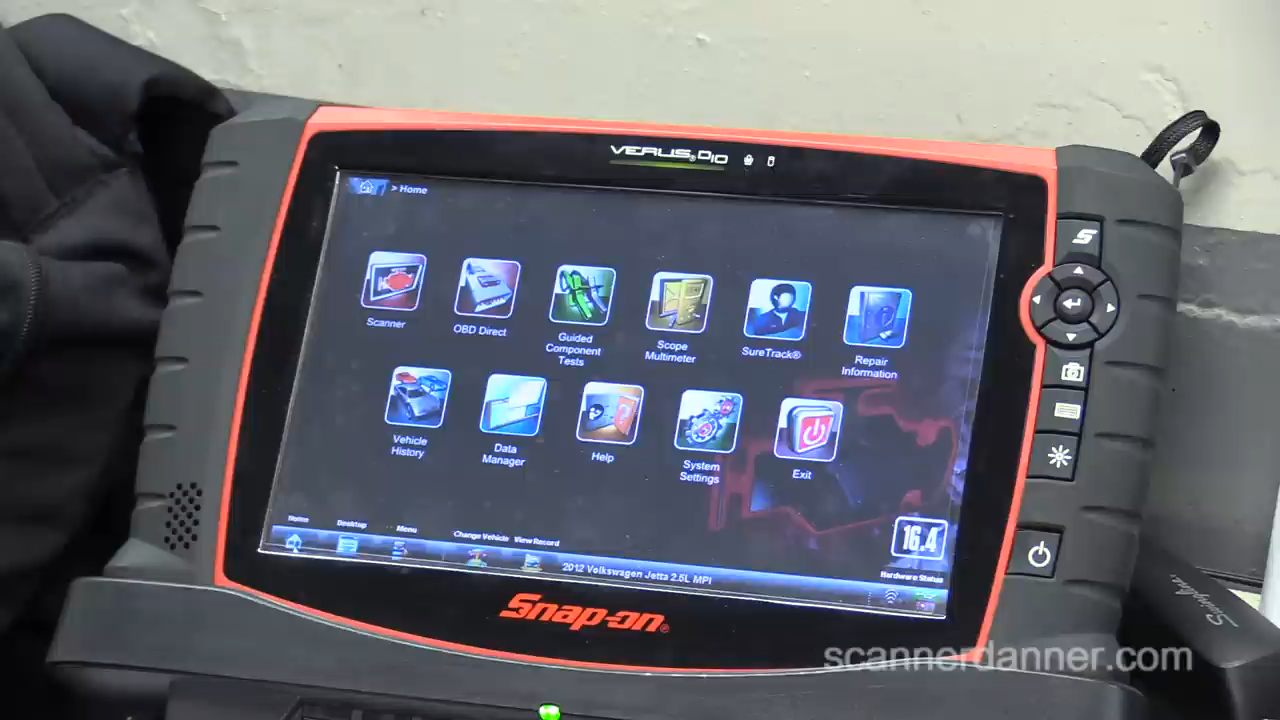 VERUS® PRO
> Home
Scanner
OBD Direct
Guided
Component
Tests
Scope
Multimeter
SureTrack®
Repair
Information
Vehicle
History
Data
Manager
Help
System
Settings
Exit
16.4
Home
Desktop
Menu
Change Vehicle
View Record
Hardware Status
2012 Volkswagen Jetta 2.5L MPI
Snap-on®
S
Snap-on
scannerdanner.com